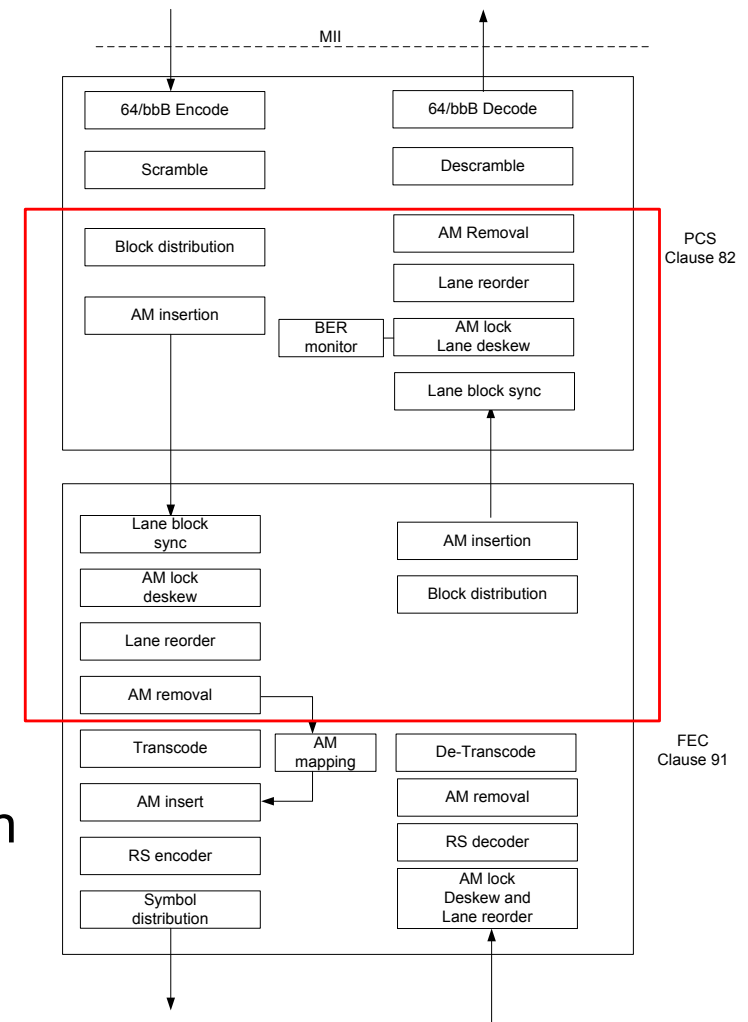 MII
64/bbB Encode
64/bbB Decode
Scramble
Descramble
Block distribution
AM Removal
PCS
Clause 82
Lane reorder
AM insertion
BER
monitor
AM lock
Lane deskew
Lane block sync
Lane block
sync
AM insertion
AM lock
deskew
Block distribution
Lane reorder
AM removal
Transcode
AM
mapping
De-Transcode
FEC
Clause 91
AM insert
AM removal
n
RS encoder
RS decoder
Symbol
distribution
AM lock
Deskew and
Lane reorder